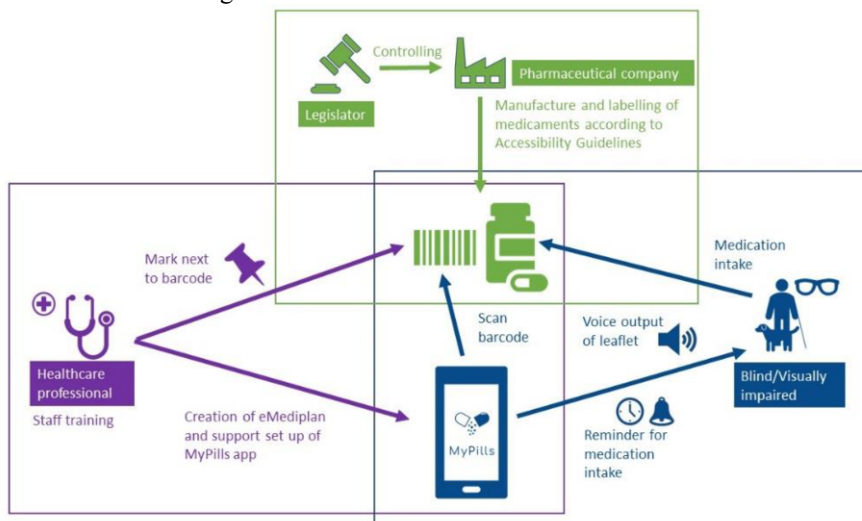 Controlling
Legislator
Pharmaceutical company
Manufacture and labelling of
medicaments according to
Accessibility Guidelines
Mark next
to barcode
Medication
intake
Scan
barcode
Voice output
of leaflet
Healthcare
professional
Staff training
Blind/Visually
impaired
Creation of eMediplan
and support set up of
MyPills app
MyPills
Reminder for
medication
intake